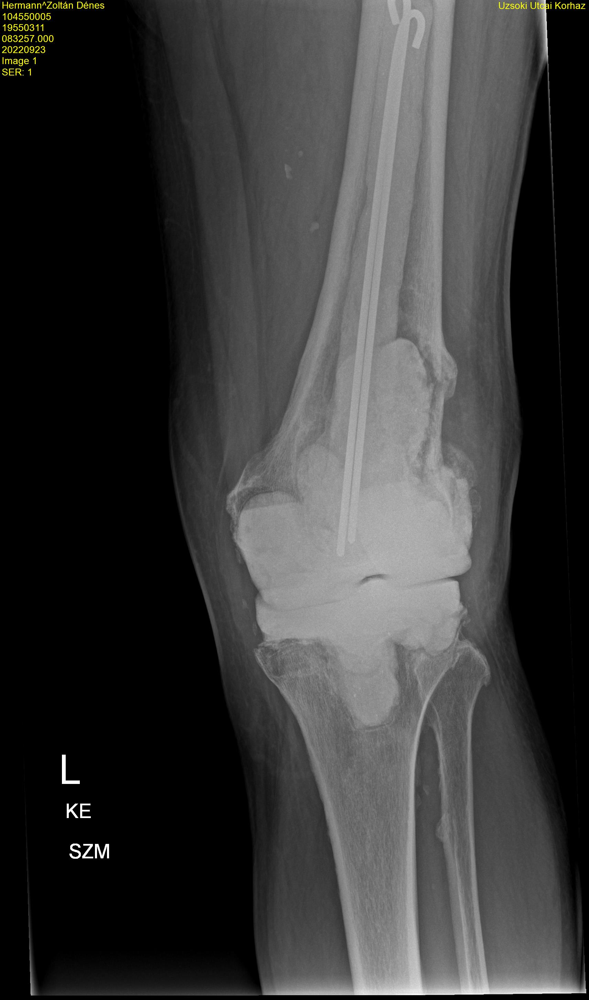 Hermann^Zoltán Dénes
104550005
19550311
083257.000
20220923
Image 1
SER: 1
Uzsoki Utcai Korhaz
L
KE
SZM